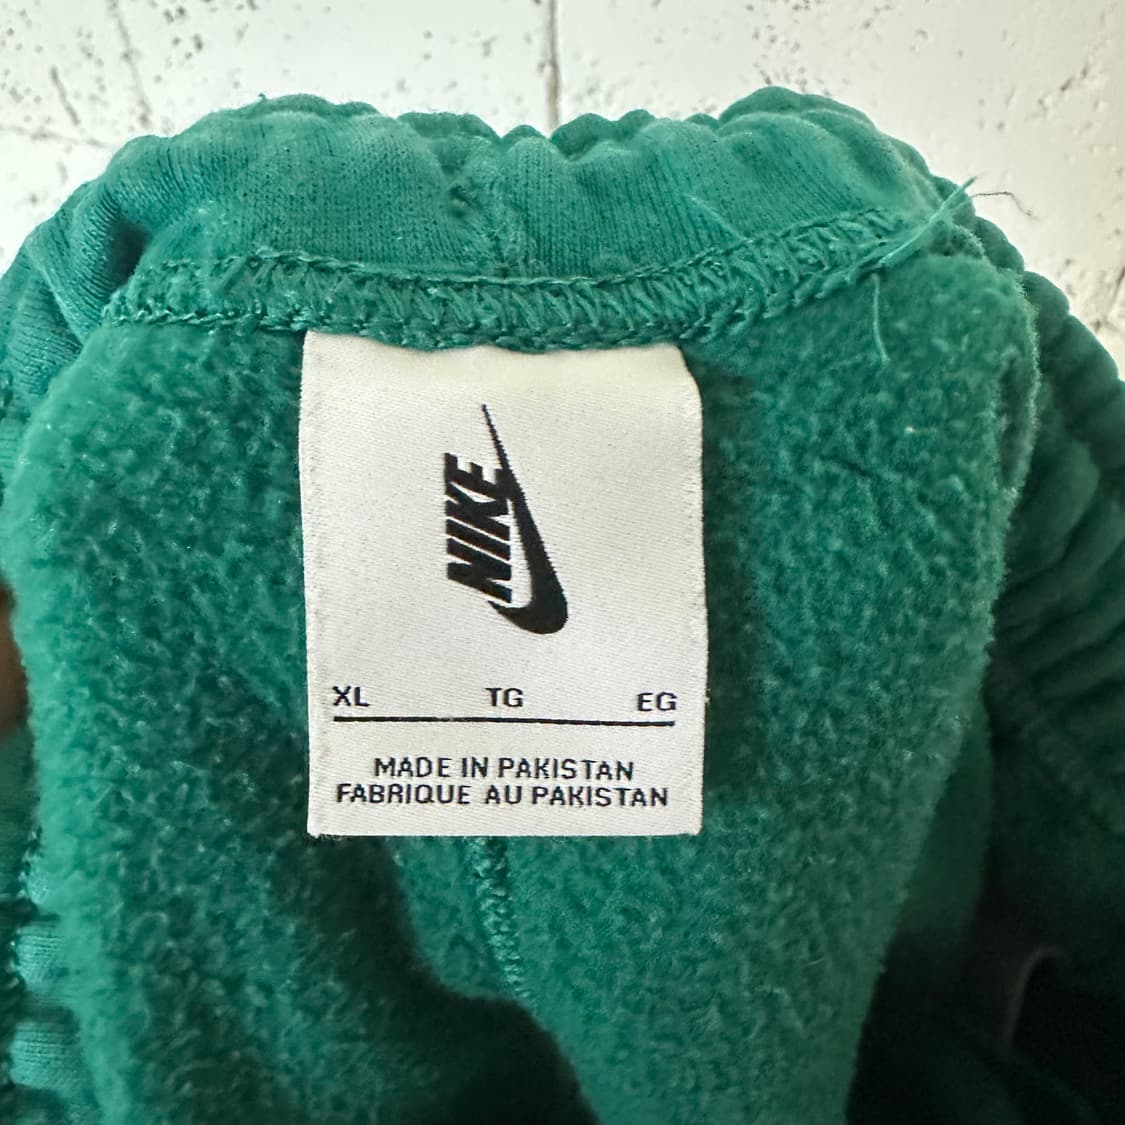 NIKE
XL TG EG
MADE IN PAKISTAN
FABRIQUE AU PAKISTAN